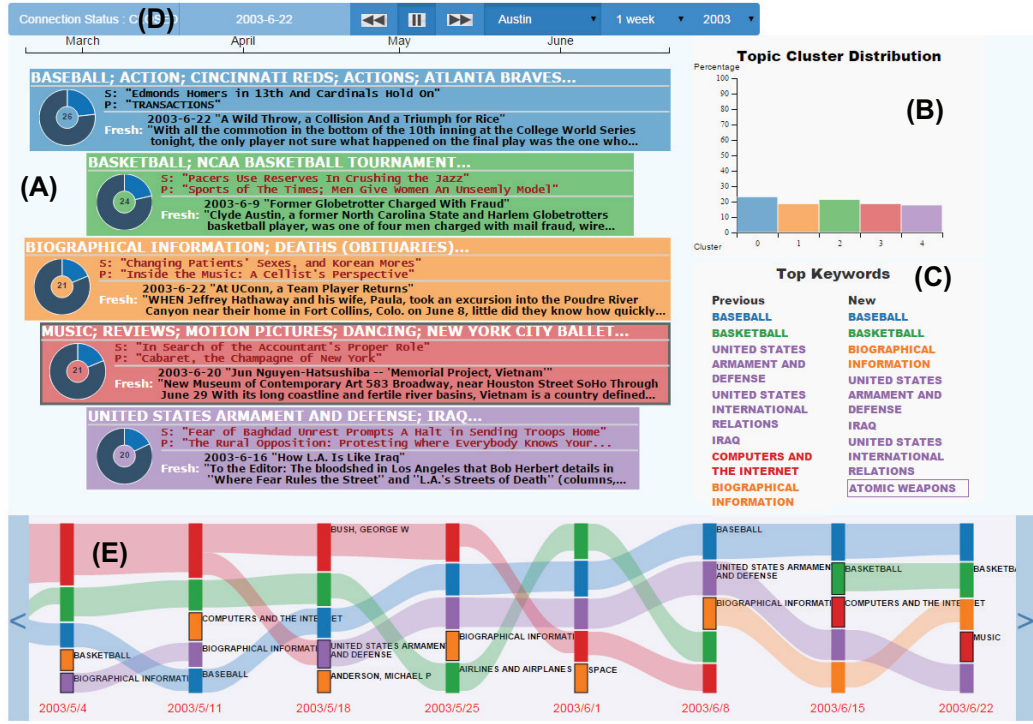 Connection Status : CLOSED
(D)
2003-6-22
Austin
1 week
2003
March
April
May
June
(A)
BASEBALL; ACTION; CINCINNATI REDS; ACTIONS; ATLANTA BRAVES...
26
S: "Edmonds Homers in 13th And Cardinals Hold On"
P: "TRANSACTIONS"
2003-6-22 "A Wild Throw, a Collision And a Triumph for Rice"
Fresh: "With all the commotion in the bottom of the 10th inning at the College World Series
tonight, the only player not sure what happened on the final play was the one who...
BASKETBALL; NCAA BASKETBALL TOURNAMENT...
24
S: "Pacers Use Reserves In Crushing the Jazz"
P: "Sports of The Times; Men Give Women An Unseemly Model"
2003-6-9 "Former Globetrotter Charged With Fraud"
Fresh: "Clyde Austin, a former North Carolina State and Harlem Globetrotters
basketball player, was one of four men charged with mail fraud, wire...
BIOGRAPHICAL INFORMATION; DEATHS (OBITUARIES)...
21
S: "Changing Patients' Sexes, and Korean Mores"
P: "Inside the Music: A Cellist's Perspective"
2003-6-22 "At UConn, a Team Player Returns"
Fresh: "WHEN Jeffrey Hathaway and his wife, Paula, took an excursion into the Poudre River
Canyon near their home in Fort Collins, Colo. on June 8, little did they know how quickly...
MUSIC; REVIEWS; MOTION PICTURES; DANCING; NEW YORK CITY BALLET...
21
S: "In Search of the Accountant's Proper Role"
P: "Cabaret, the Champagne of New York"
2003-6-20 "Jun Nguyen-Hatsushiba -- 'Memorial Project, Vietnam'"
Fresh: "New Museum of Contemporary Art 583 Broadway, near Houston Street SoHo Through
June 29 With its long coastline and fertile river basins, Vietnam is a country defined...
UNITED STATES ARMAMENT AND DEFENSE; IRAQ...
20
S: "Fear of Baghdad Unrest Prompts A Halt in Sending Troops Home"
P: "The Rural Opposition: Protesting Where Everybody Knows Your...
2003-6-16 "How L.A. Is Like Iraq"
Fresh: "To the Editor: The bloodshed in Los Angeles that Bob Herbert details in
"Where Fear Rules the Street" and "L.A.'s Streets of Death" (columns,...
Topic Cluster Distribution
Percentage
(B)
100
90
80
70
60
50
40
30
20
10
0
Cluster
0
1
2
3
4
Top Keywords
(C)
Previous
BASEBALL
BASKETBALL
UNITED STATES
ARMAMENT AND
DEFENSE
UNITED STATES
INTERNATIONAL
RELATIONS
IRAQ
COMPUTERS AND
THE INTERNET
BIOGRAPHICAL
INFORMATION
New
BASEBALL
BASKETBALL
BIOGRAPHICAL
INFORMATION
UNITED STATES
ARMAMENT AND
DEFENSE
IRAQ
UNITED STATES
INTERNATIONAL
RELATIONS
ATOMIC WEAPONS
(E)
<
>
BASKETBALL
BIOGRAPHICAL INFORMATI
2003/5/4
COMPUTERS AND THE INTERNET
BIOGRAPHICAL INFORMATI
BASEBALL
2003/5/11
BUSH, GEORGE W
UNITED STATES ARMAMEN
AND DEFENSE
ANDERSON, MICHAEL P
2003/5/18
BIOGRAPHICAL INFORMATI
AIRLINES AND AIRPLANES
2003/5/25
SPACE
2003/6/1
BASEBALL
UNITED STATES ARMAMEN
AND DEFENSE
BIOGRAPHICAL INFORMATIO
2003/6/8
BASKETBALL
COMPUTERS AND THE INTERNET
2003/6/15
BASKETBA
MUSIC
2003/6/22